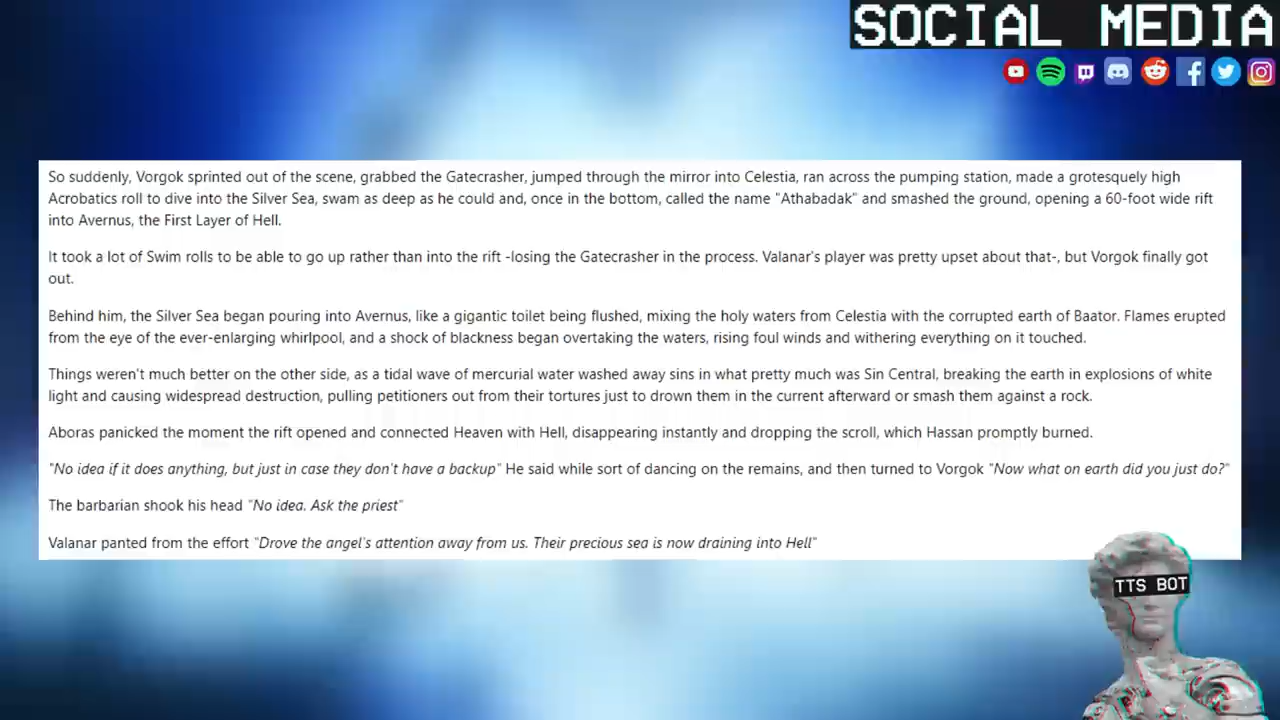 SOCIAL MEDIA
So suddenly, Vorgok sprinted out of the scene, grabbed the Gatecrasher, jumped through the mirror into Celestia, ran across the pumping station, made a grotesquely high
Acrobatics roll to dive into the Silver Sea, swam as deep as he could and, once in the bottom, called the name "Athabadak" and smashed the ground, opening a 60-foot wide rift
into Avernus, the First Layer of Hell.
It took a lot of Swim rolls to be able to go up rather than into the rift -losing the Gatecrasher in the process. Valanar's player was pretty upset about that-, but Vorgok finally got
out.
Behind him, the Silver Sea began pouring into Avernus, like a gigantic toilet being flushed, mixing the holy waters from Celestia with the corrupted earth of Baator. Flames erupted
from the eye of the ever-enlarging whirlpool, and a shock of blackness began overtaking the waters, rising foul winds and withering everything on it touched.
Things weren't much better on the other side, as a tidal wave of mercurial water washed away sins in what pretty much was Sin Central, breaking the earth in explosions of white
light and causing widespread destruction, pulling petitioners out from their tortures just to drown them in the current afterward or smash them against a rock.
Aboras panicked the moment the rift opened and connected Heaven with Hell, disappearing instantly and dropping the scroll, which Hassan promptly burned.
"No idea if it does anything, but just in case they don't have a backup" He said while sort of dancing on the remains, and then turned to Vorgok "Now what on earth did you just do?"
The barbarian shook his head "No idea. Ask the priest"
Valanar panted from the effort "Drove the angel's attention away from us. Their precious sea is now draining into Hell"
TTS BOT